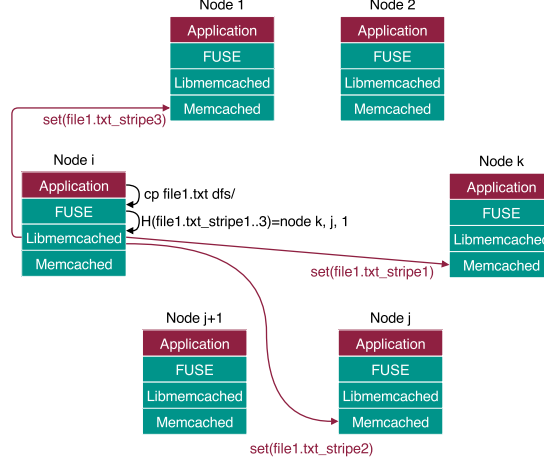 Node 1
Application
FUSE
Libmemcached
Memcached
Node 2
Application
FUSE
Libmemcached
Memcached
set(file1.txt_stripe3)
Node i
Application
FUSE
Libmemcached
Memcached
cp file1.txt dfs/
H(file1.txt_stripe1..3)=node k, j, 1
Node k
Application
FUSE
Libmemcached
Memcached
set(file1.txt_stripe1)
Node j+1
Application
FUSE
Libmemcached
Memcached
Node j
Application
FUSE
Libmemcached
Memcached
set(file1.txt_stripe2)